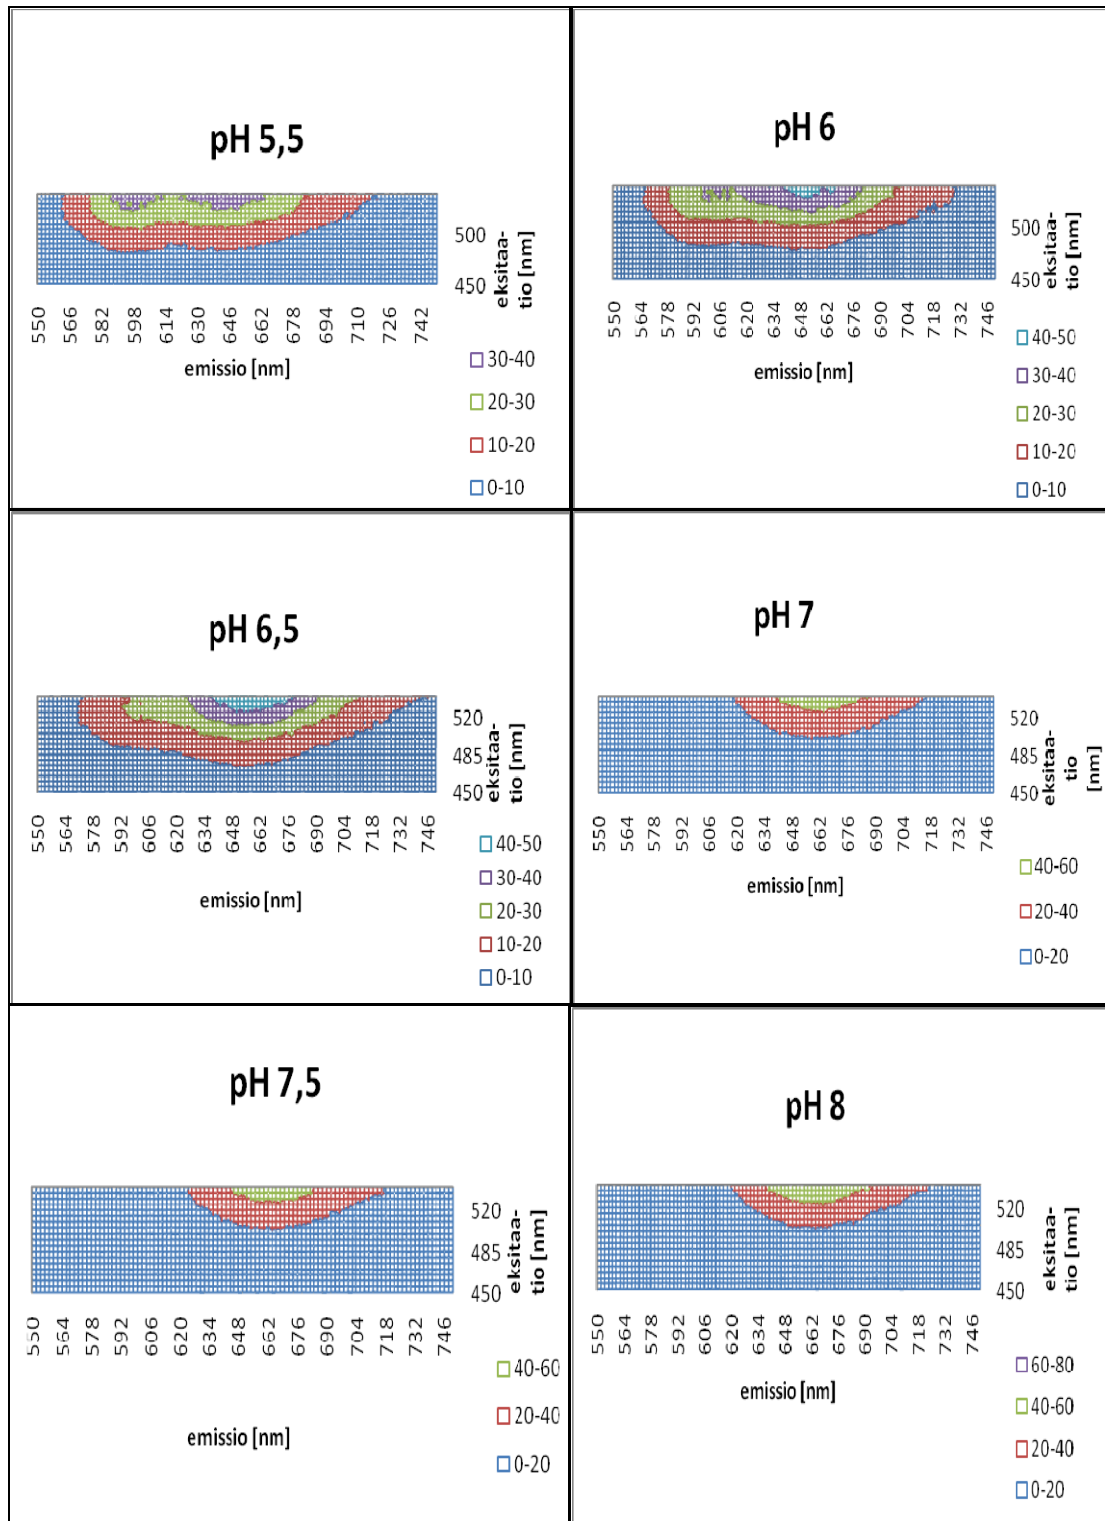 pH 5,5
500
450
eksitaa-
tio [nm]
550 566 582 598 614 630 646 662 678 694 710 726 742
emissio [nm]
30-40
20-30
10-20
0-10
pH 6
500
450
eksitaa-
tio [nm]
550 564 578 592 606 620 634 648 662 676 690 704 718 732 746
emissio [nm]
40-50
30-40
20-30
10-20
0-10
pH 6,5
520
485
450
eksitaa-
tio [nm]
550 564 578 592 606 620 634 648 662 676 690 704 718 732 746
emissio [nm]
40-50
30-40
20-30
10-20
0-10
pH 7
520
485
450
eksitaa-
tio
[nm]
550 564 578 592 606 620 634 648 662 676 690 704 718 732 746
emissio [nm]
40-60
20-40
0-20
pH 7,5
520
485
450
eksitaa-
tio [nm]
550 564 578 592 606 620 634 648 662 676 690 704 718 732 746
emissio [nm]
40-60
20-40
0-20
pH 8
520
485
450
eksitaa-
tio [nm]
550 564 578 592 606 620 634 648 662 676 690 704 718 732 746
emissio [nm]
60-80
40-60
20-40
0-20